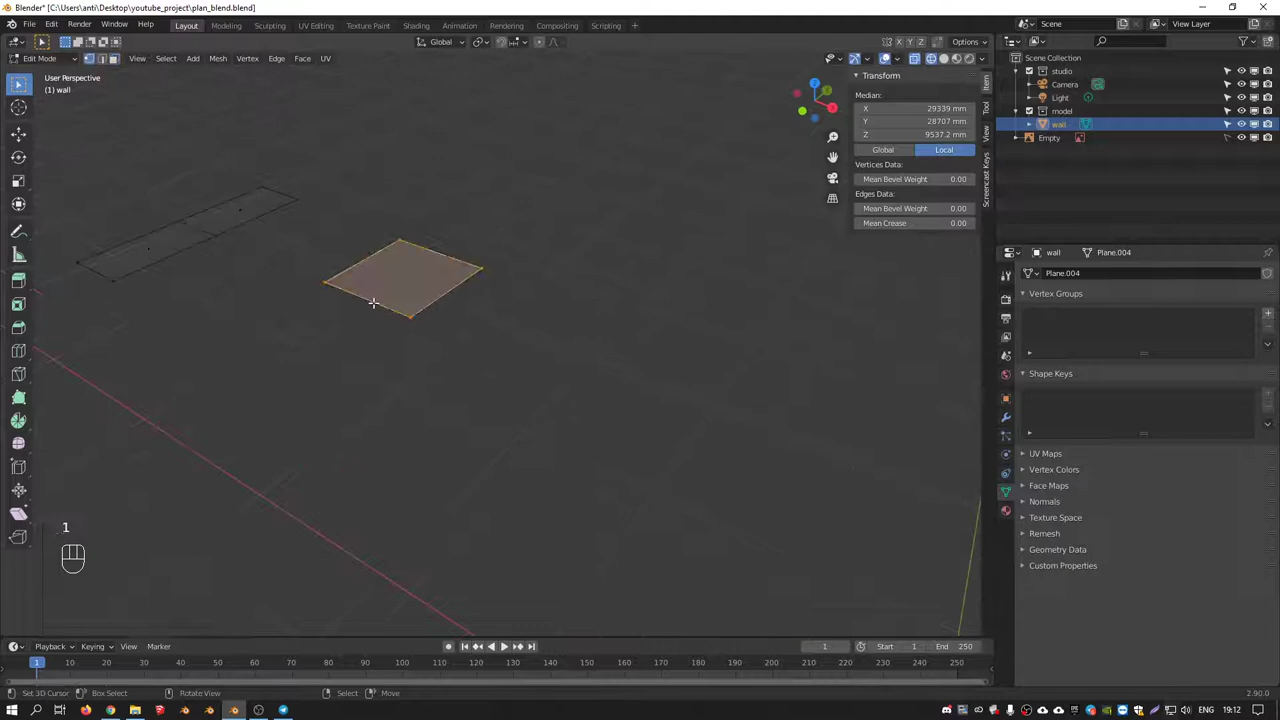 Blender* [C:\Users\anti\Desktop\youtube_project\plan_blend.blend]
File Edit Render Window Help Layout Modeling Sculpting UV Editing Texture Paint Shading Animation Rendering Compositing Scripting + Scene View Layer
Global X Y Z Options
Edit Mode View Select Add Mesh Vertex Edge Face UV
User Perspective
(1) wall
Transform
Median:
X 29339 mm
Y 28707 mm
Z 9537.2 mm
Global Local
Vertices Data:
Mean Bevel Weight 0.00
Edges Data:
Mean Bevel Weight 0.00
Mean Crease 0.00
Item
Tool
View
Screencast Keys
Scene Collection
studio
Camera
Light
model
wall
Empty
wall Plane.004
Plane.004
Vertex Groups
Shape Keys
UV Maps
Vertex Colors
Face Maps
Normals
Texture Space
Remesh
Geometry Data
Custom Properties
1
Playback Keying View Marker 1 Start 1 End 250
1 10 20 30 40 50 60 70 80 90 100 110 120 130 140 150 160 170 180 190 200 210 220 230 240 250
Set 3D Cursor Box Select Rotate View Select Move 2.90.0
19:12